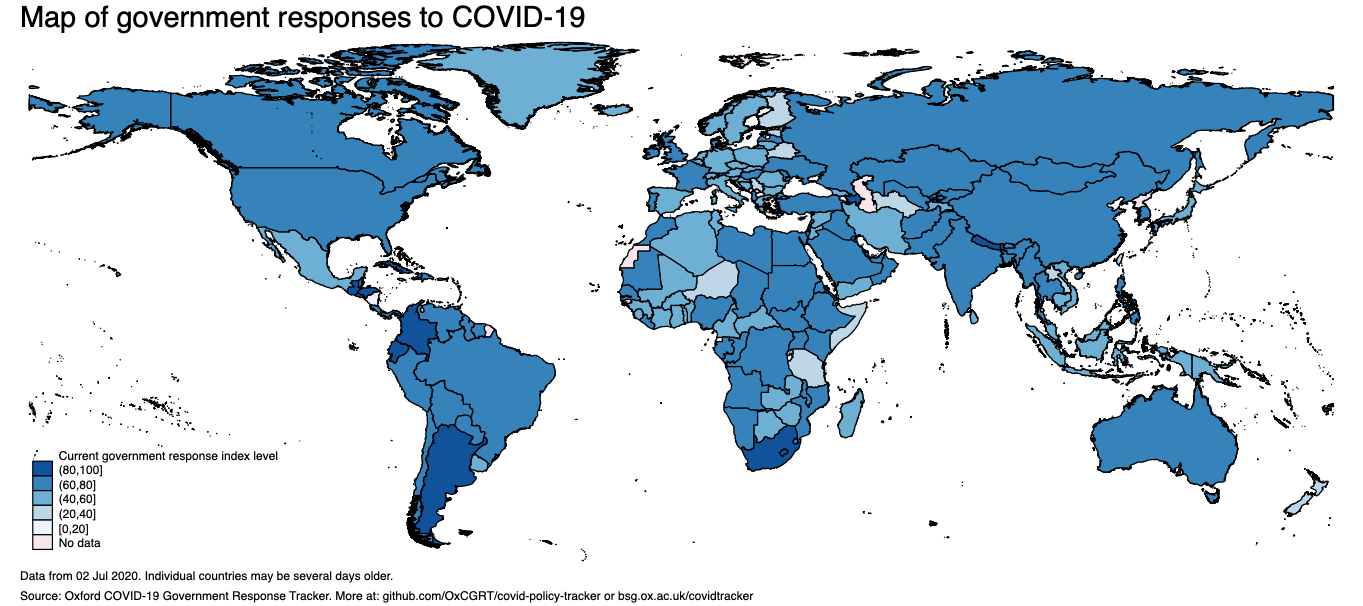 Map of government responses to COVID-19
Current government response index level
(80,100]
(60,80]
(40,60]
(20,40]
[0,20]
No data
Data from 02 Jul 2020. Individual countries may be several days older.
Source: Oxford COVID-19 Government Response Tracker. More at: github.com/OxCGRT/covid-policy-tracker or bsg.ox.ac.uk/covidtracker